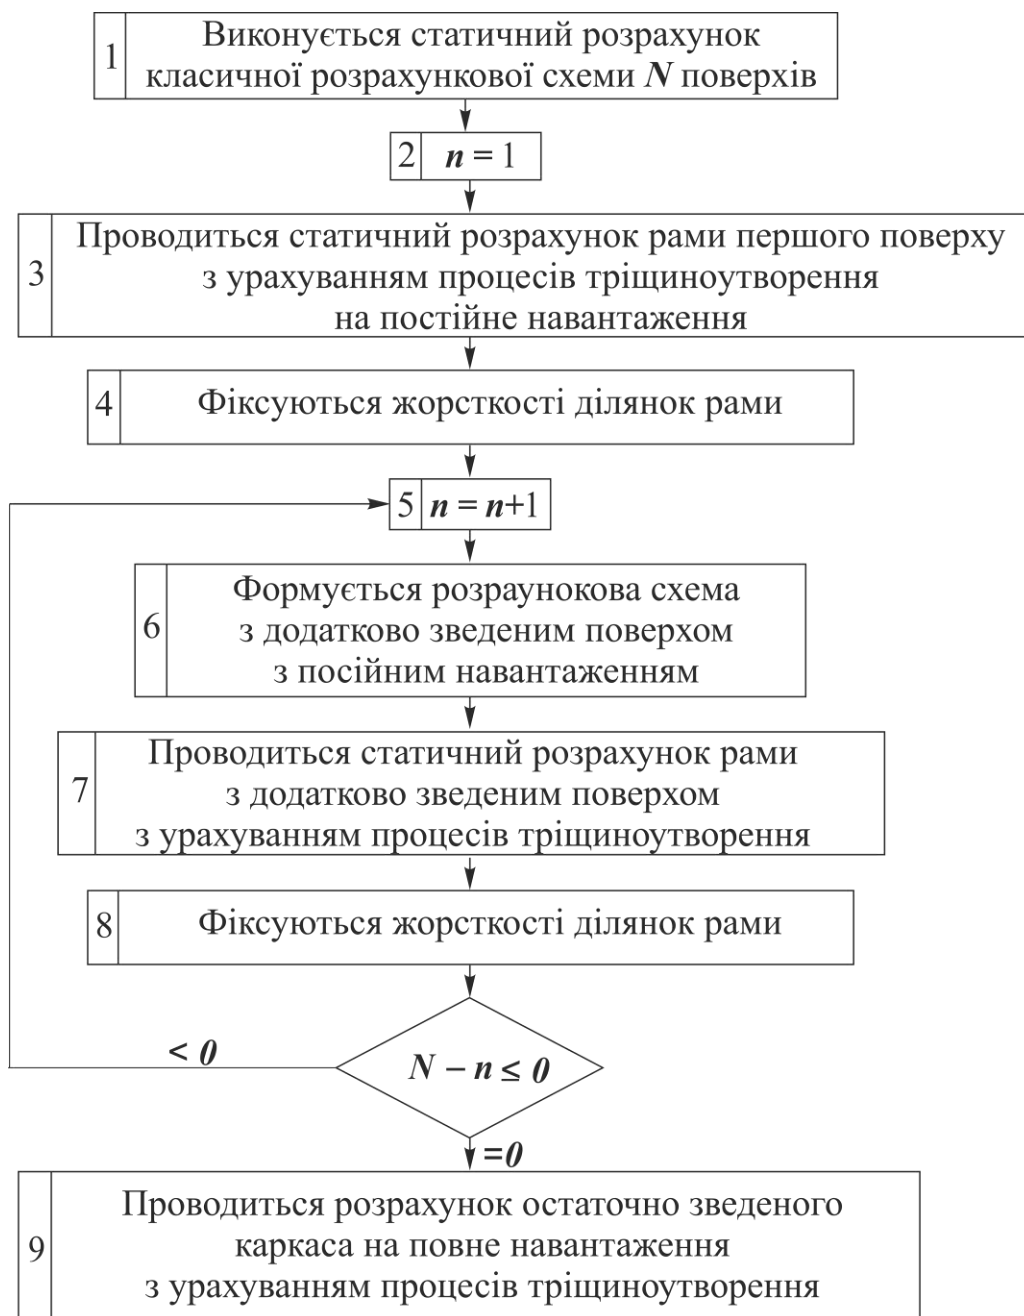 1
Виконується статичний розрахунок
класичної розрахункової схеми N поверхів
2 n = 1
3
Проводиться статичний розрахунок рами першого поверху
з урахуванням процесів тріщиноутворення
на постійне навантаження
4 Фіксуються жорсткості ділянок рами
5 n = n+1
6
Формується розраунокова схема
з додатково зведеним поверхом
з посійним навантаженням
7
Проводиться статичний розрахунок рами
з додатково зведеним поверхом
з урахуванням процесів тріщиноутворення
8 Фіксуються жорсткості ділянок рами
< 0
N – n ≤ 0
=0
9
Проводиться розрахунок остаточно зведеного
каркаса на повне навантаження
з урахуванням процесів тріщиноутворення